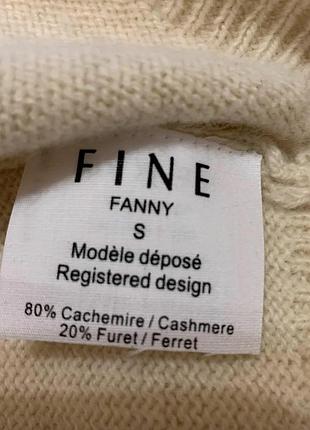 FINE
FANNY
S
Modèle déposé
Registered design
80% Cachemire / Cashmere
20% Furet / Ferret